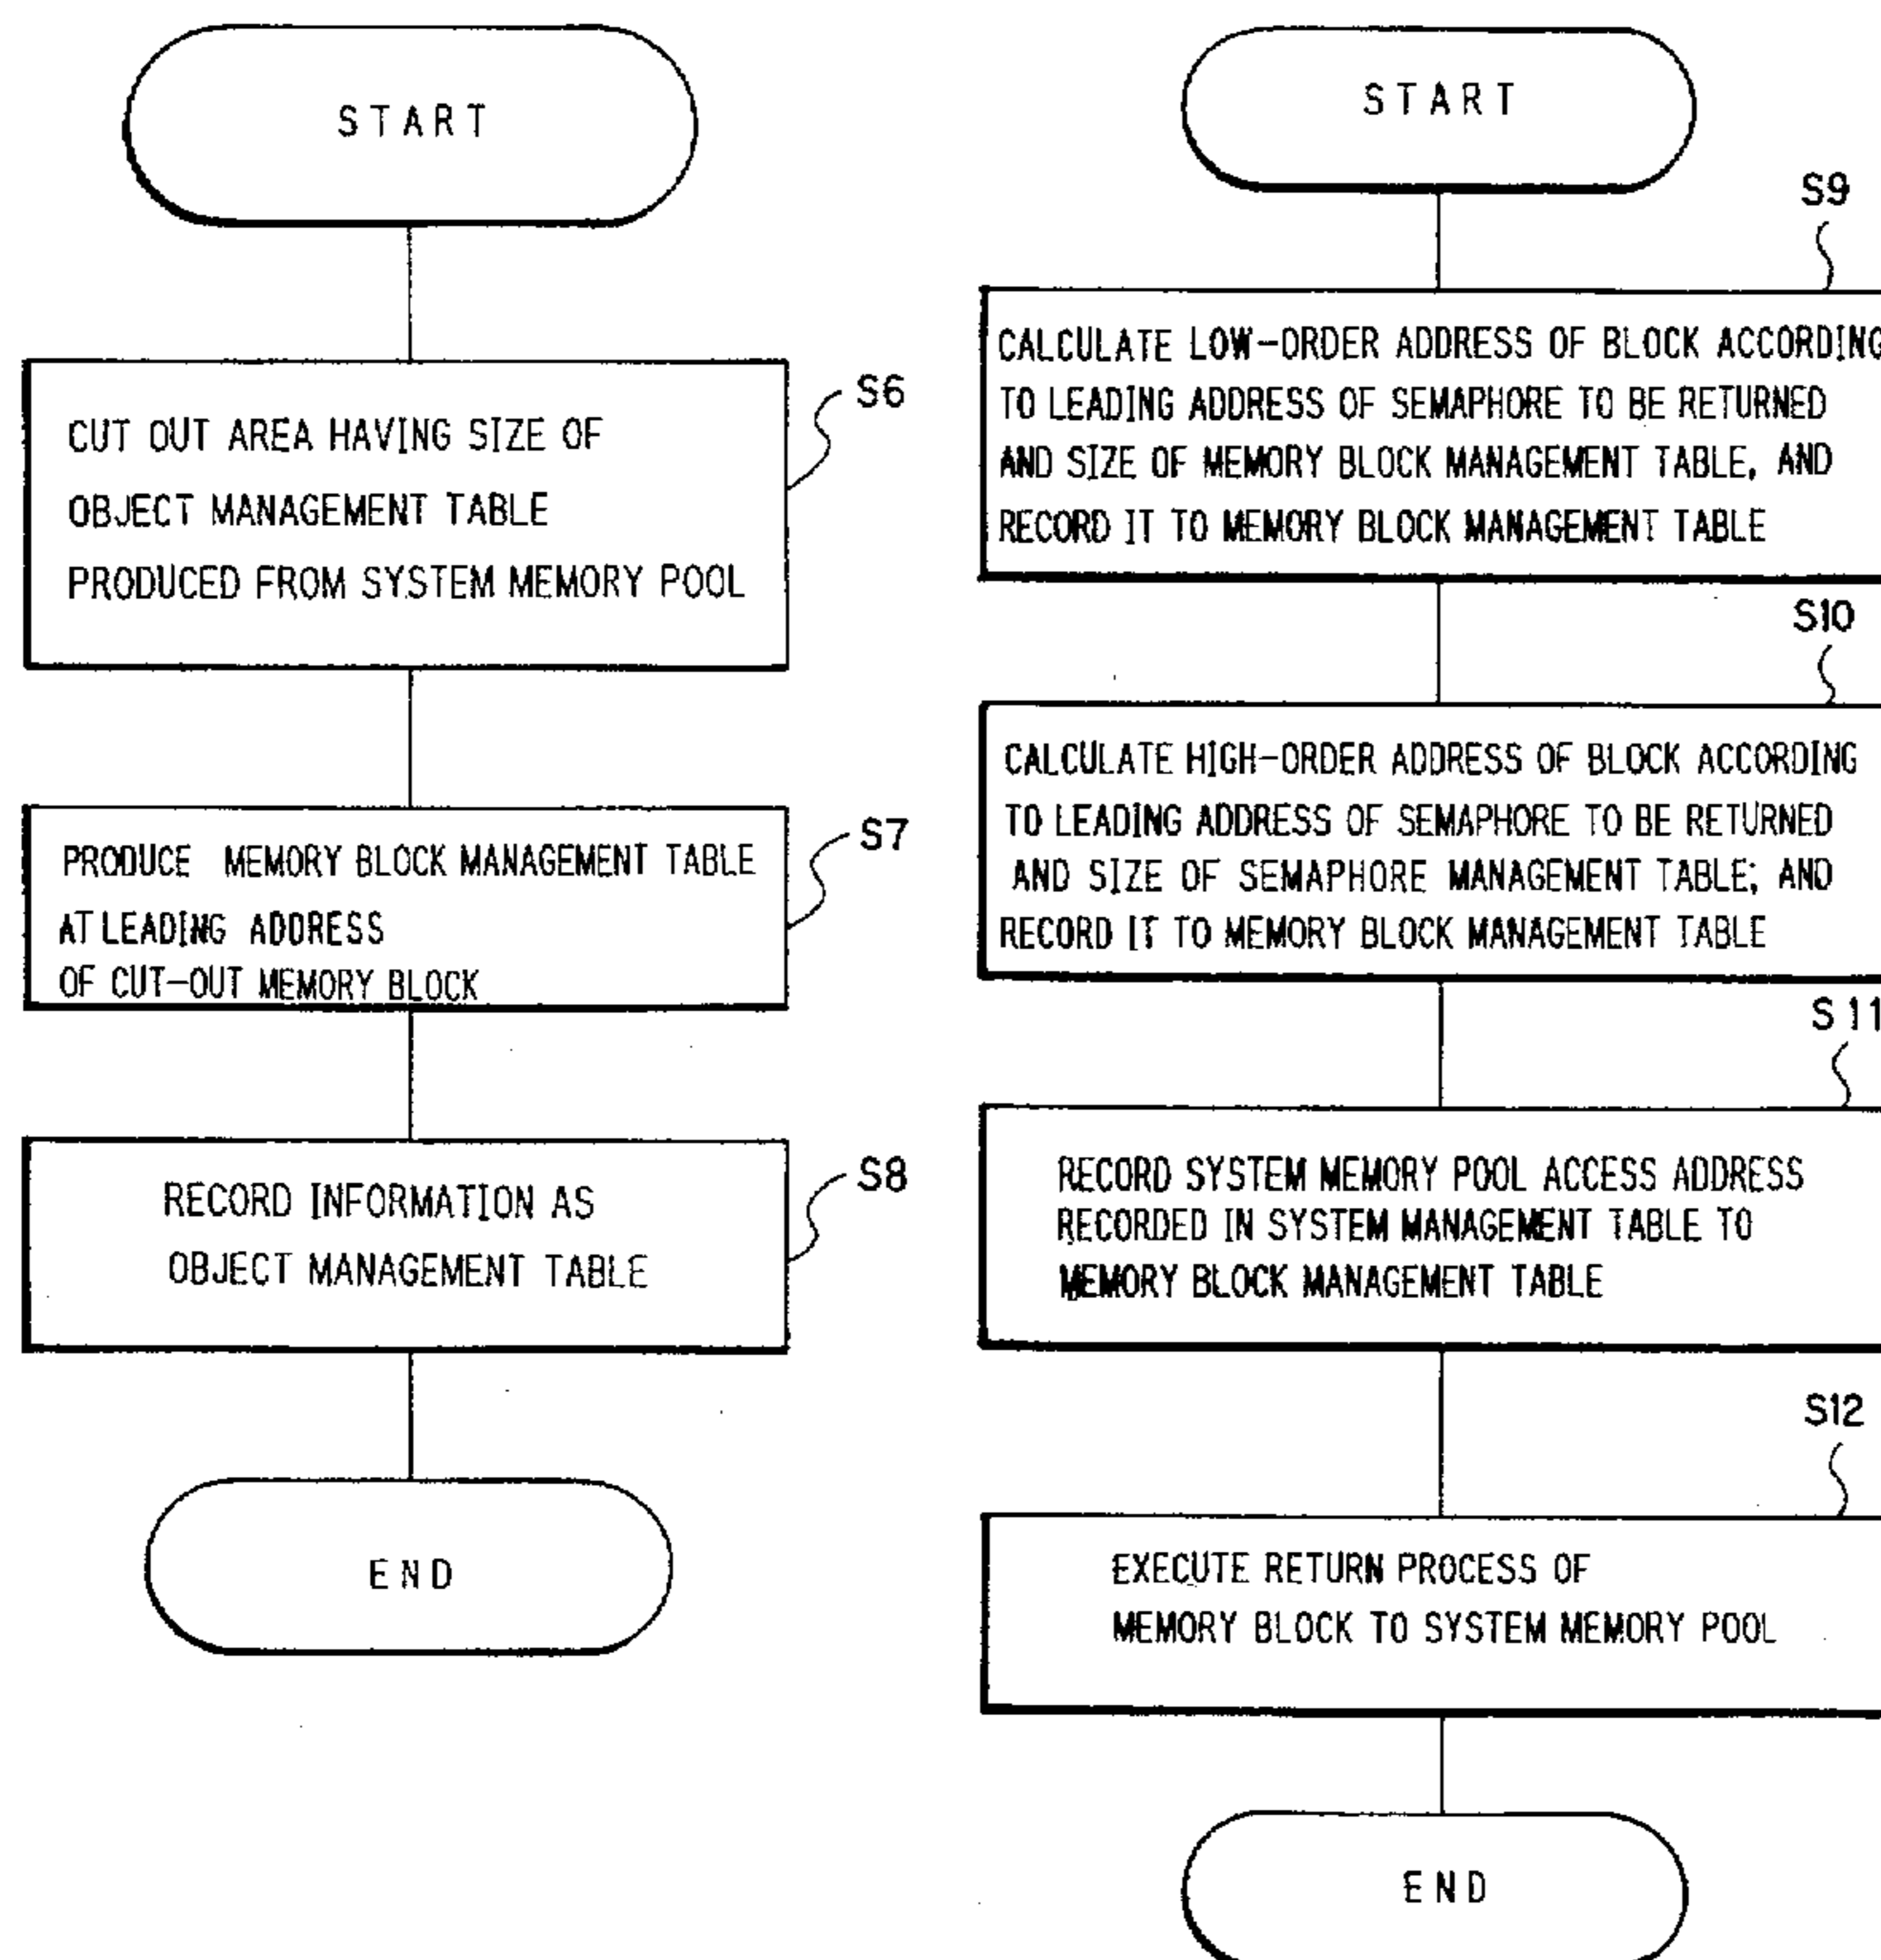 START
CUT OUT AREA HAVING SIZE OF
OBJECT MANAGEMENT TABLE
PRODUCED FROM SYSTEM MEMORY POOL
S6
PRODUCE MEMORY BLOCK MANAGEMENT TABLE
AT LEADING ADDRESS
OF CUT-OUT MEMORY BLOCK
S7
RECORD INFORMATION AS
OBJECT MANAGEMENT TABLE
S8
END
START
S9
CALCULATE LOW-ORDER ADDRESS OF BLOCK ACCORDING
TO LEADING ADDRESS OF SEMAPHORE TO BE RETURNED
AND SIZE OF MEMORY BLOCK MANAGEMENT TABLE, AND
RECORD IT TO MEMORY BLOCK MANAGEMENT TABLE
S10
CALCULATE HIGH-ORDER ADDRESS OF BLOCK ACCORDING
TO LEADING ADDRESS OF SEMAPHORE TO BE RETURNED
AND SIZE OF SEMAPHORE MANAGEMENT TABLE; AND
RECORD IT TO MEMORY BLOCK MANAGEMENT TABLE
S11
RECORD SYSTEM MEMORY POOL ACCESS ADDRESS
RECORDED IN SYSTEM MANAGEMENT TABLE TO
MEMORY BLOCK MANAGEMENT TABLE
S12
EXECUTE RETURN PROCESS OF
MEMORY BLOCK TO SYSTEM MEMORY POOL
END